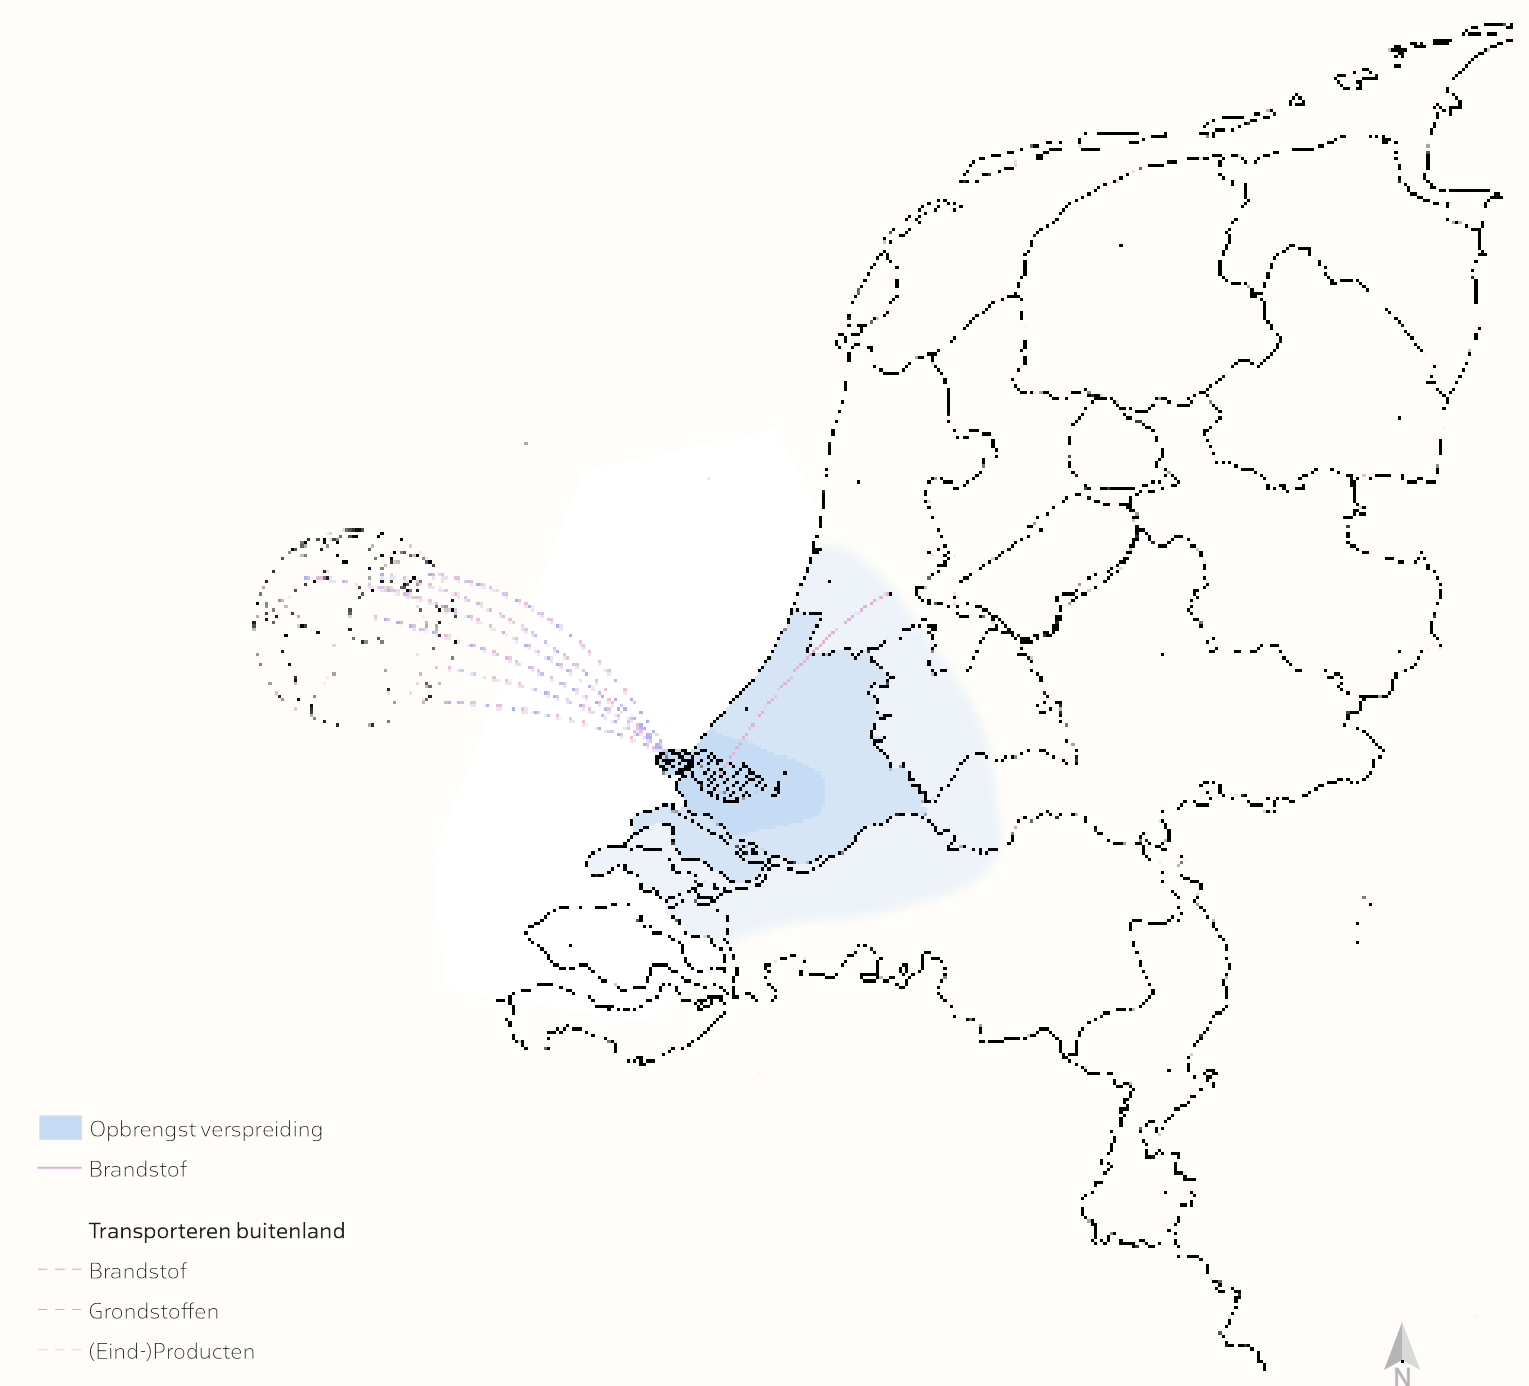 Opbrengst verspreiding
Brandstof
Transporteren buitenland
Brandstof
Grondstoffen
(Eind-)Producten
N